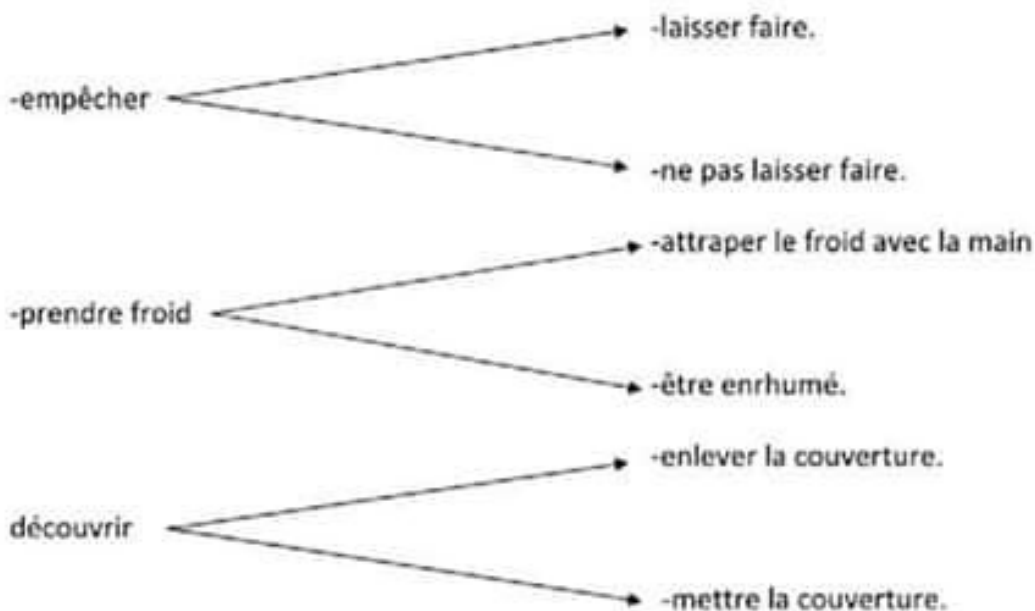 -laisser faire.
-empêcher
-ne pas laisser faire.
-attraper le froid avec la main
-prendre froid
-être enrhumé.
-enlever la couverture.
découvrir
-mettre la couverture.